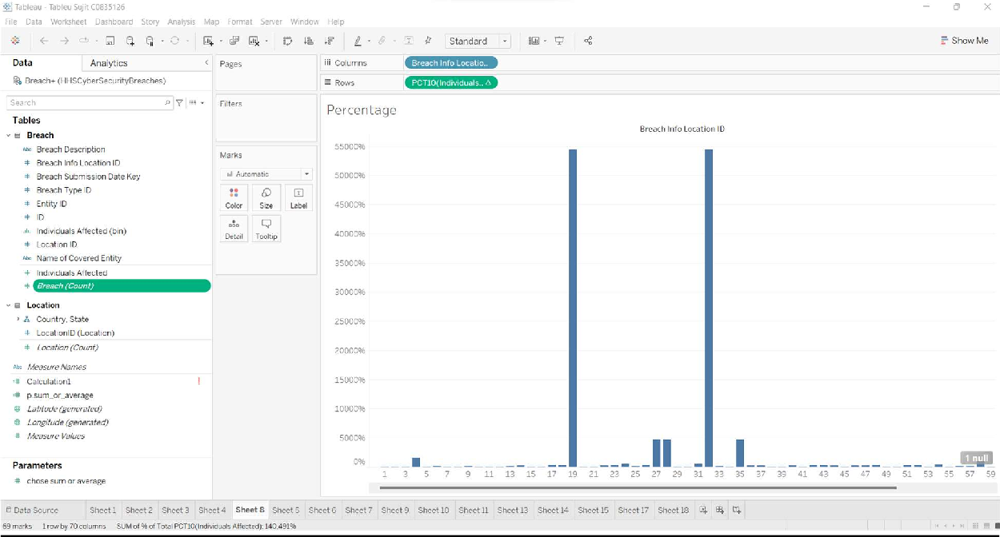 Tableau - Tableu Sujit C0835126
File Data Worksheet Dashboard Story Analysis Map Format Server Window Help
Standard
Show Me
Data Analytics
Breach+ (HHSCyberSecurityBreaches)
Search
Tables
Breach
Abc Breach Description
Breach Info Location ID
Breach Submission Date Key
Breach Type ID
Entity ID
ID
Individuals Affected (bin)
Location ID
Abc Name of Covered Entity
Individuals Affected
Breach (Count)
Location
Country, State
LocationID (Location)
Location (Count)
Abc Measure Names
Calculation1 !
p.sum_or_average
Latitude (generated)
Longitude (generated)
Measure Values
Parameters
chose sum or average
Pages
Filters
Marks
Automatic
Color Size Label
Detail Tooltip
Columns Breach Info Locatio..
Rows PCT10(Individuals.. Δ
Percentage
Breach Info Location ID
55000%
50000%
45000%
40000%
35000%
30000%
25000%
20000%
15000%
10000%
5000%
0%
1 null
1 3 5 7 9 11 13 15 17 19 21 23 25 27 29 31 33 35 37 39 41 43 45 47 49 51 53 55 57 59
Data Source Sheet 1 Sheet 2 Sheet 3 Sheet 4 Sheet 8 Sheet 5 Sheet 6 Sheet 7 Sheet 9 Sheet 10 Sheet 11 Sheet 13 Sheet 14 Sheet 15 Sheet 17 Sheet 18
69 marks 1 row by 70 columns SUM of % of Total PCT10(Individuals Affected): 140,491%